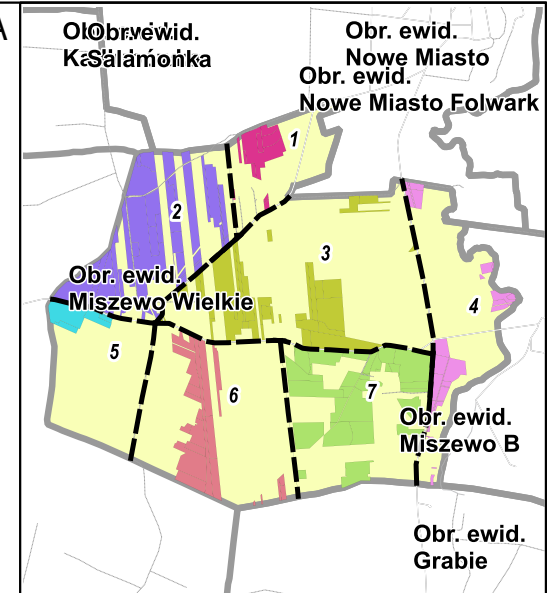 A
Obr. ewid.
Salamonka
Obr. ewid.
Nowe Miasto
Obr. ewid.
Nowe Miasto Folwark
1
2
3
Obr. ewid.
Miszewo Wielkie
4
5
6
7
Obr. ewid.
Miszewo B
Obr. ewid.
Grabie